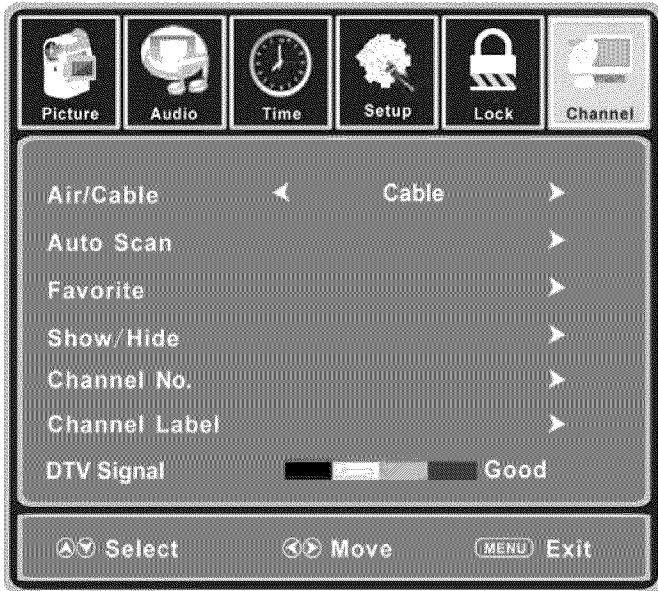 Picture Audio Time Setup Lock Channel
Air/Cable Cable
Auto Scan
Favorite
Show/Hide
Channel No.
Channel Label
DTV Signal Good
Select Move MENU Exit